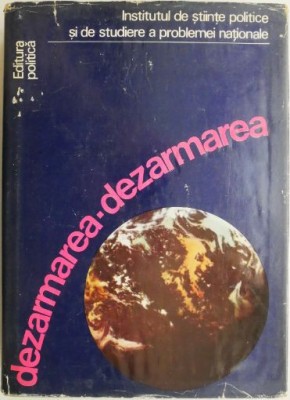 Institutul de științe politice
și de studiere a problemei naționale
Editura
politică
dezarmarea·dezarmarea